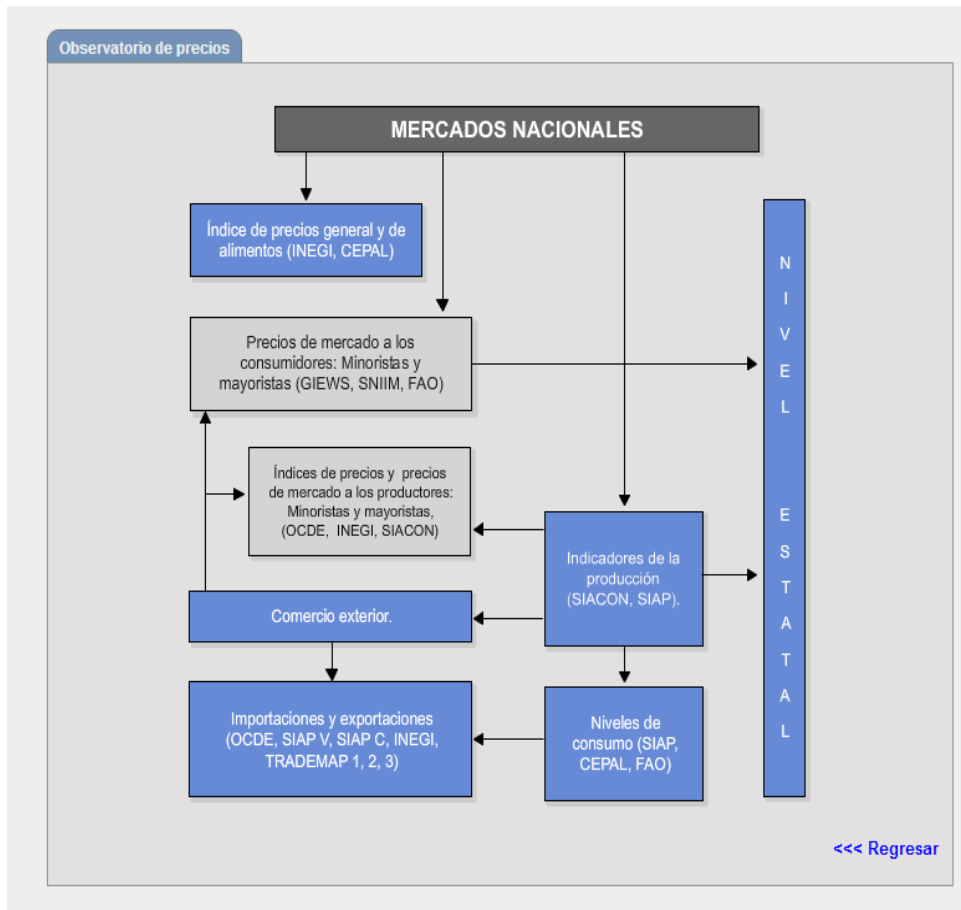 Observatorio de precios
MERCADOS NACIONALES
Índice de precios general y de
alimentos (INEGI, CEPAL)
Precios de mercado a los
consumidores: Minoristas y
mayoristas (GIEWS, SNIIM, FAO)
Índices de precios y precios
de mercado a los productores:
Minoristas y mayoristas,
(OCDE, INEGI, SIACON)
Indicadores de la
producción
(SIACON, SIAP).
Comercio exterior.
Importaciones y exportaciones
(OCDE, SIAP V, SIAP C, INEGI,
TRADEMAP 1, 2, 3)
Niveles de
consumo (SIAP,
CEPAL, FAO)
N
I
V
E
L
E
S
T
A
T
A
L
<<< Regresar